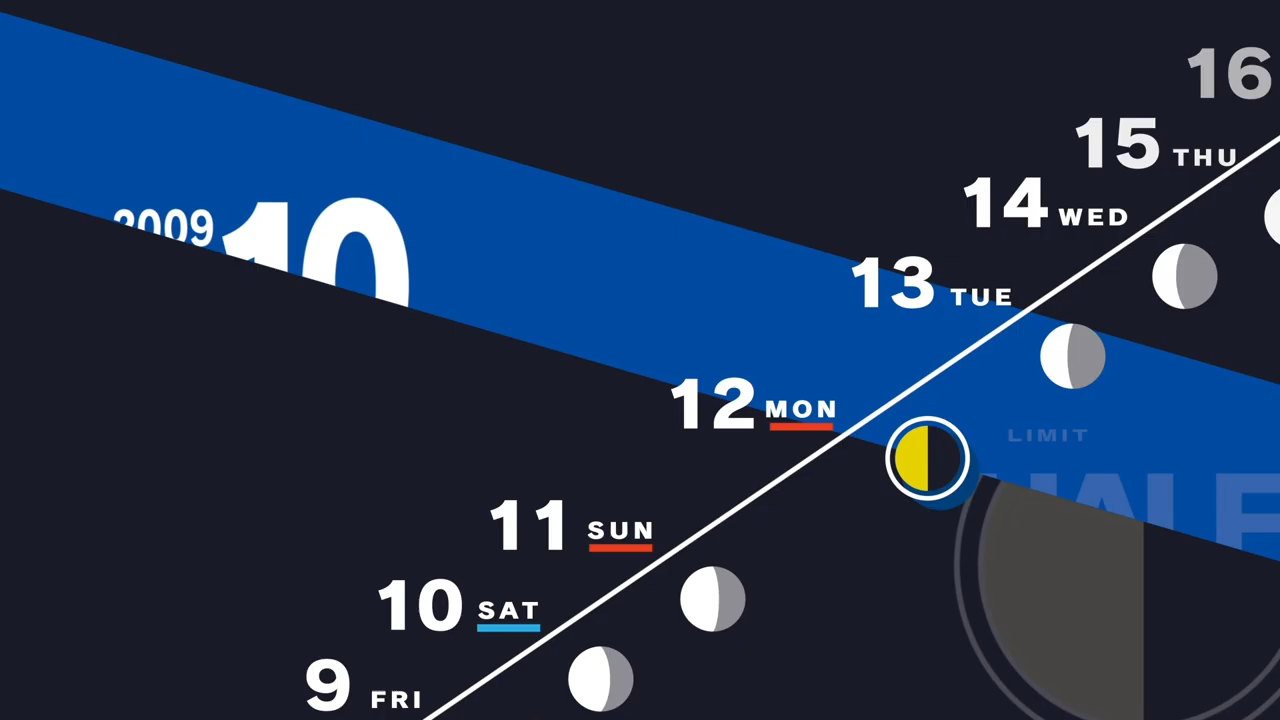 16
15 THU
14 WED
2009 10
13 TUE
12 MON
LIMIT
11 SUN
10 SAT
9 FRI